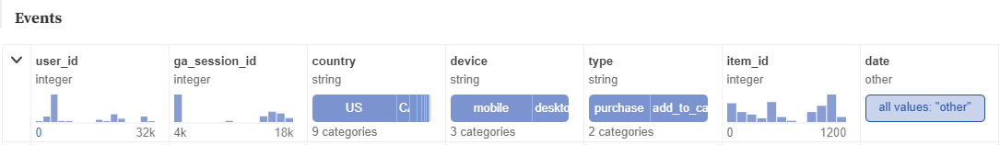 Events
user_id ga_session_id country device type item_id date
integer integer string string string integer other
US CA mobile deskto purchase add_to_ca all values: "other"
0 32k 4k 18k 9 categories 3 categories 2 categories 0 1200